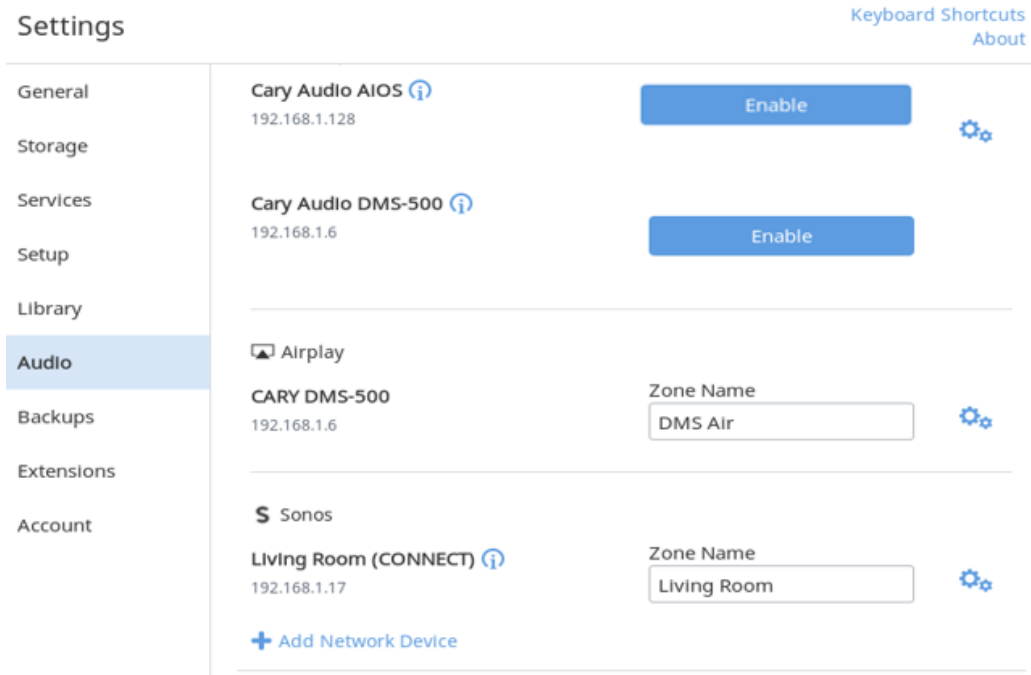 Settings
Keyboard Shortcuts
About
General
Storage
Services
Setup
Library
Audio
Backups
Extensions
Account
Cary Audio AIOS
192.168.1.128
Enable
Cary Audio DMS-500
192.168.1.6
Enable
Airplay
CARY DMS-500
192.168.1.6
Zone Name
DMS Air
S Sonos
Living Room (CONNECT)
192.168.1.17
Zone Name
Living Room
Add Network Device